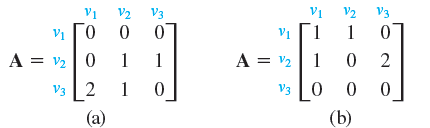 v₁ v₂ v₃ v₁ v₂ v₃
v₁ 0 0 0 v₁ 1 1 0
A = v₂ 0 1 1 A = v₂ 1 0 2
v₃ 2 1 0 v₃ 0 0 0
(a) (b)